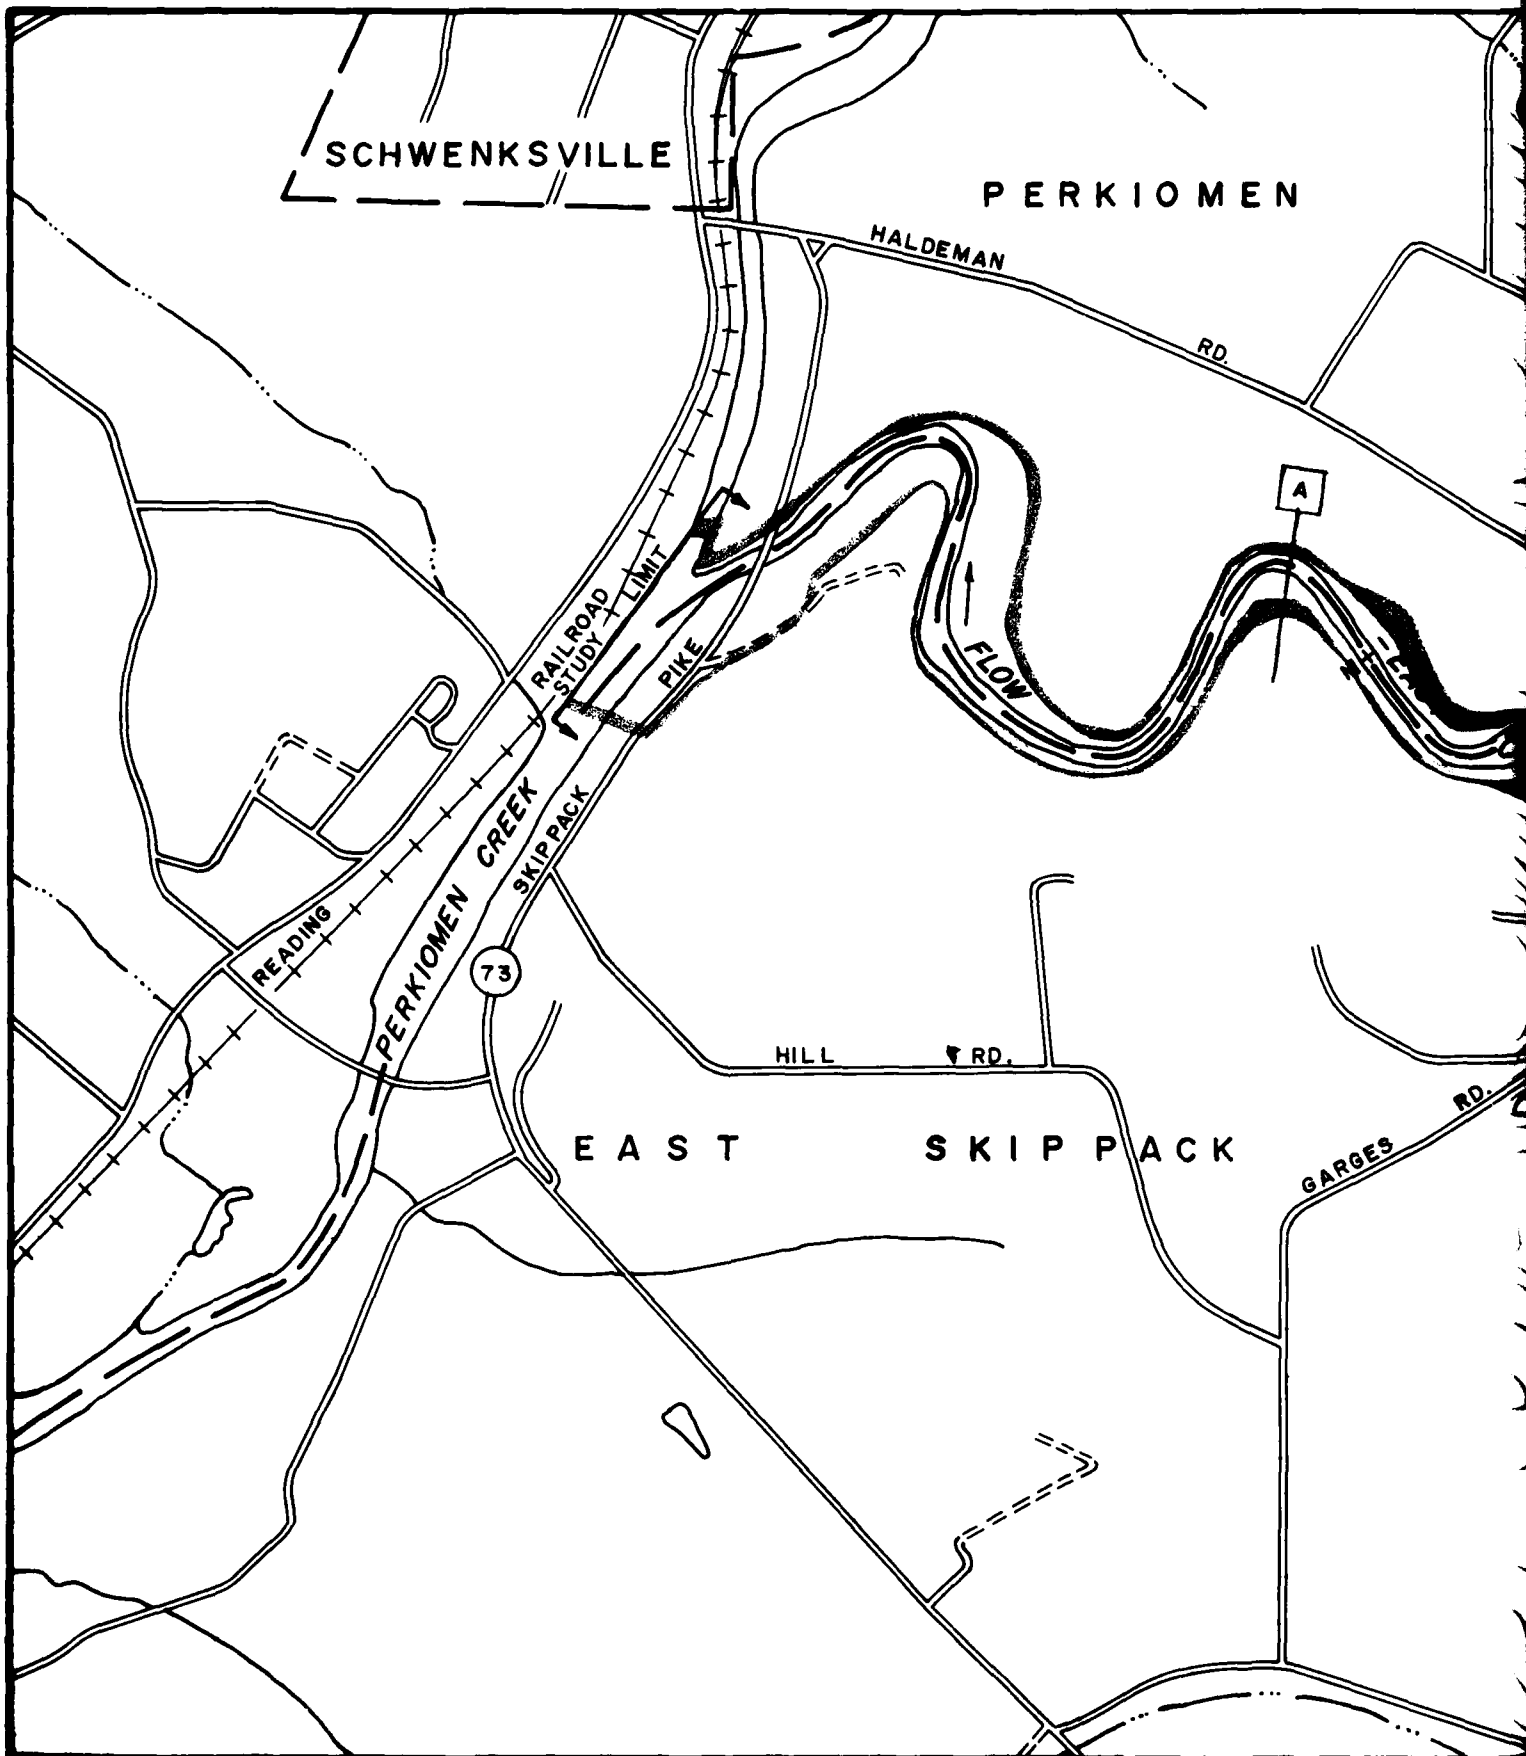 SCHWENKSVILLE
PERKIOMEN
HALDEMAN RD.
A
RAILROAD
STUDY LIMIT
FLOW
PIKE
SKIPPACK
PERKIOMEN CREEK
READING
73
HILL RD.
EAST SKIPPACK
GARGES RD.